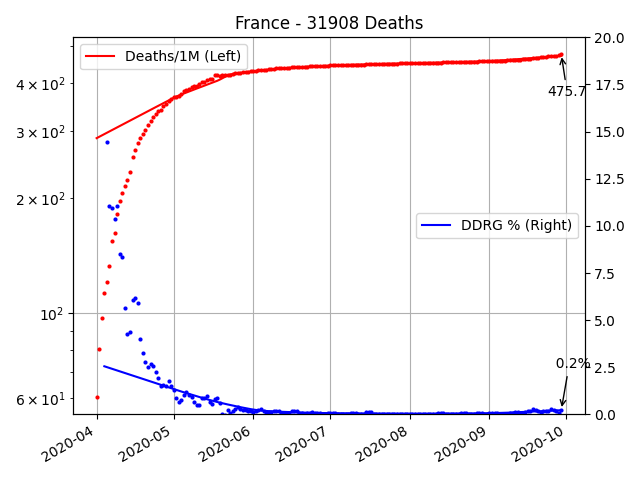 France - 31908 Deaths
Deaths/1M (Left)
DDRG % (Right)
475.7
0.2%
4 × 10²
3 × 10²
2 × 10²
10²
6 × 10¹
20.0
17.5
15.0
12.5
10.0
7.5
5.0
2.5
0.0
2020-04
2020-05
2020-06
2020-07
2020-08
2020-09
2020-10